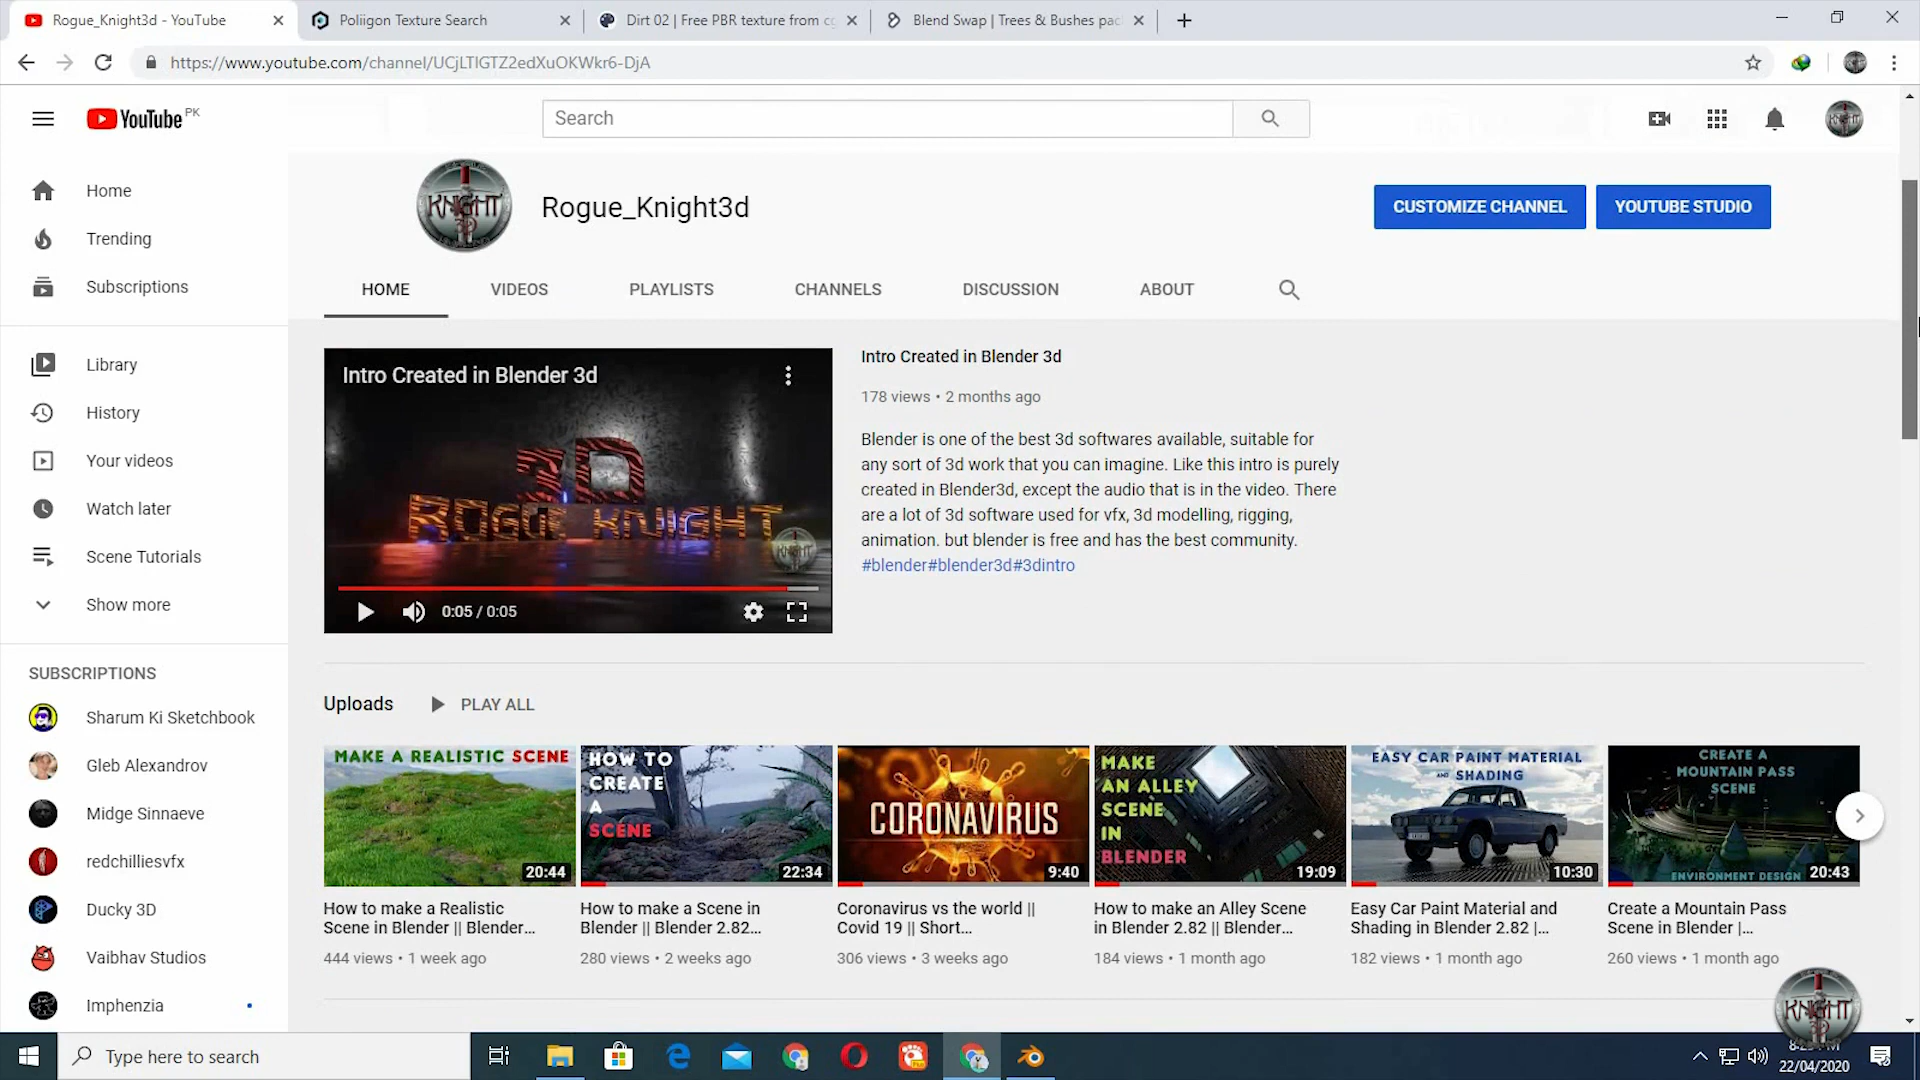 Rogue_Knight3d - YouTube
Poliigon Texture Search
Dirt 02 | Free PBR texture from cg
Blend Swap | Trees & Bushes pac
https://www.youtube.com/channel/UCjLTlGTZ2edXuOKWkr6-DjA
YouTube PK
Search
Home
Trending
Subscriptions
Library
History
Your videos
Watch later
Scene Tutorials
Show more
SUBSCRIPTIONS
Sharum Ki Sketchbook
Gleb Alexandrov
Midge Sinnaeve
redchilliesvfx
Ducky 3D
Vaibhav Studios
Imphenzia
KNIGHT
3D
Rogue_Knight3d
CUSTOMIZE CHANNEL
YOUTUBE STUDIO
HOME
VIDEOS
PLAYLISTS
CHANNELS
DISCUSSION
ABOUT
Intro Created in Blender 3d
3D
ROGUE KNIGHT
KNIGHT
0:05 / 0:05
Intro Created in Blender 3d
178 views • 2 months ago
Blender is one of the best 3d softwares available, suitable for
any sort of 3d work that you can imagine. Like this intro is purely
created in Blender3d, except the audio that is in the video. There
are a lot of 3d software used for vfx, 3d modelling, rigging,
animation. but blender is free and has the best community.
#blender#blender3d#3dintro
Uploads
PLAY ALL
MAKE A REALISTIC SCENE
20:44
How to make a Realistic
Scene in Blender || Blender...
444 views • 1 week ago
HOW TO
CREATE
A
SCENE
22:34
How to make a Scene in
Blender || Blender 2.82...
280 views • 2 weeks ago
CORONAVIRUS
9:40
Coronavirus vs the world ||
Covid 19 || Short...
306 views • 3 weeks ago
MAKE
AN ALLEY
SCENE
IN
BLENDER
19:09
How to make an Alley Scene
in Blender 2.82 || Blender...
184 views • 1 month ago
EASY CAR PAINT MATERIAL
AND SHADING
10:30
Easy Car Paint Material and
Shading in Blender 2.82 |...
182 views • 1 month ago
CREATE A
MOUNTAIN PASS
SCENE
ENVIRONMENT DESIGN
20:43
Create a Mountain Pass
Scene in Blender |...
260 views • 1 month ago
KNIGHT
3D
Type here to search
22/04/2020